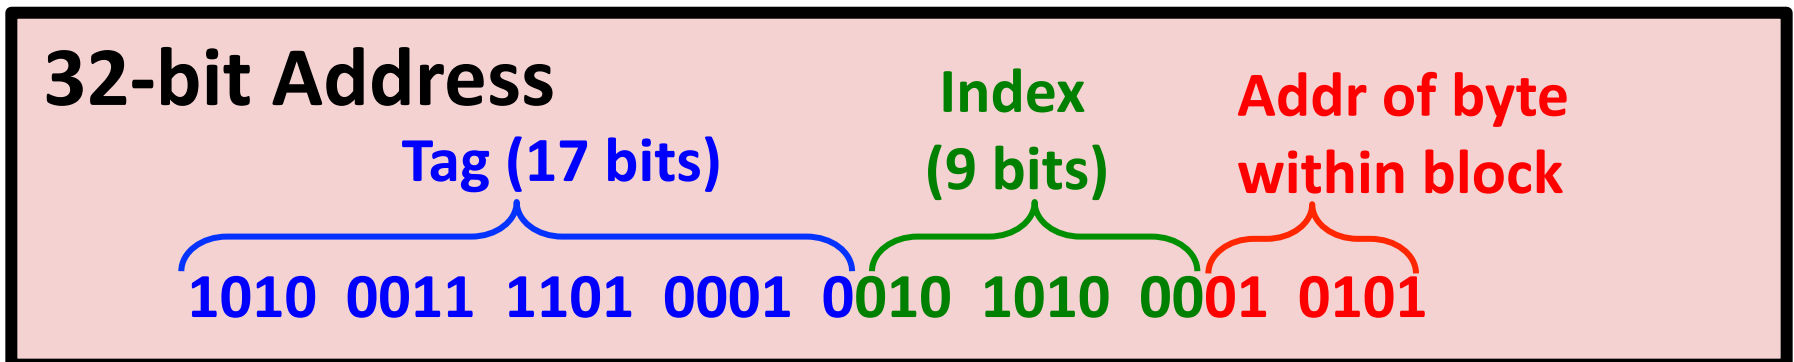 32-bit Address
Tag (17 bits)
Index
(9 bits)
Addr of byte
within block
1010 0011 1101 0001 0010 1010 0001 0101